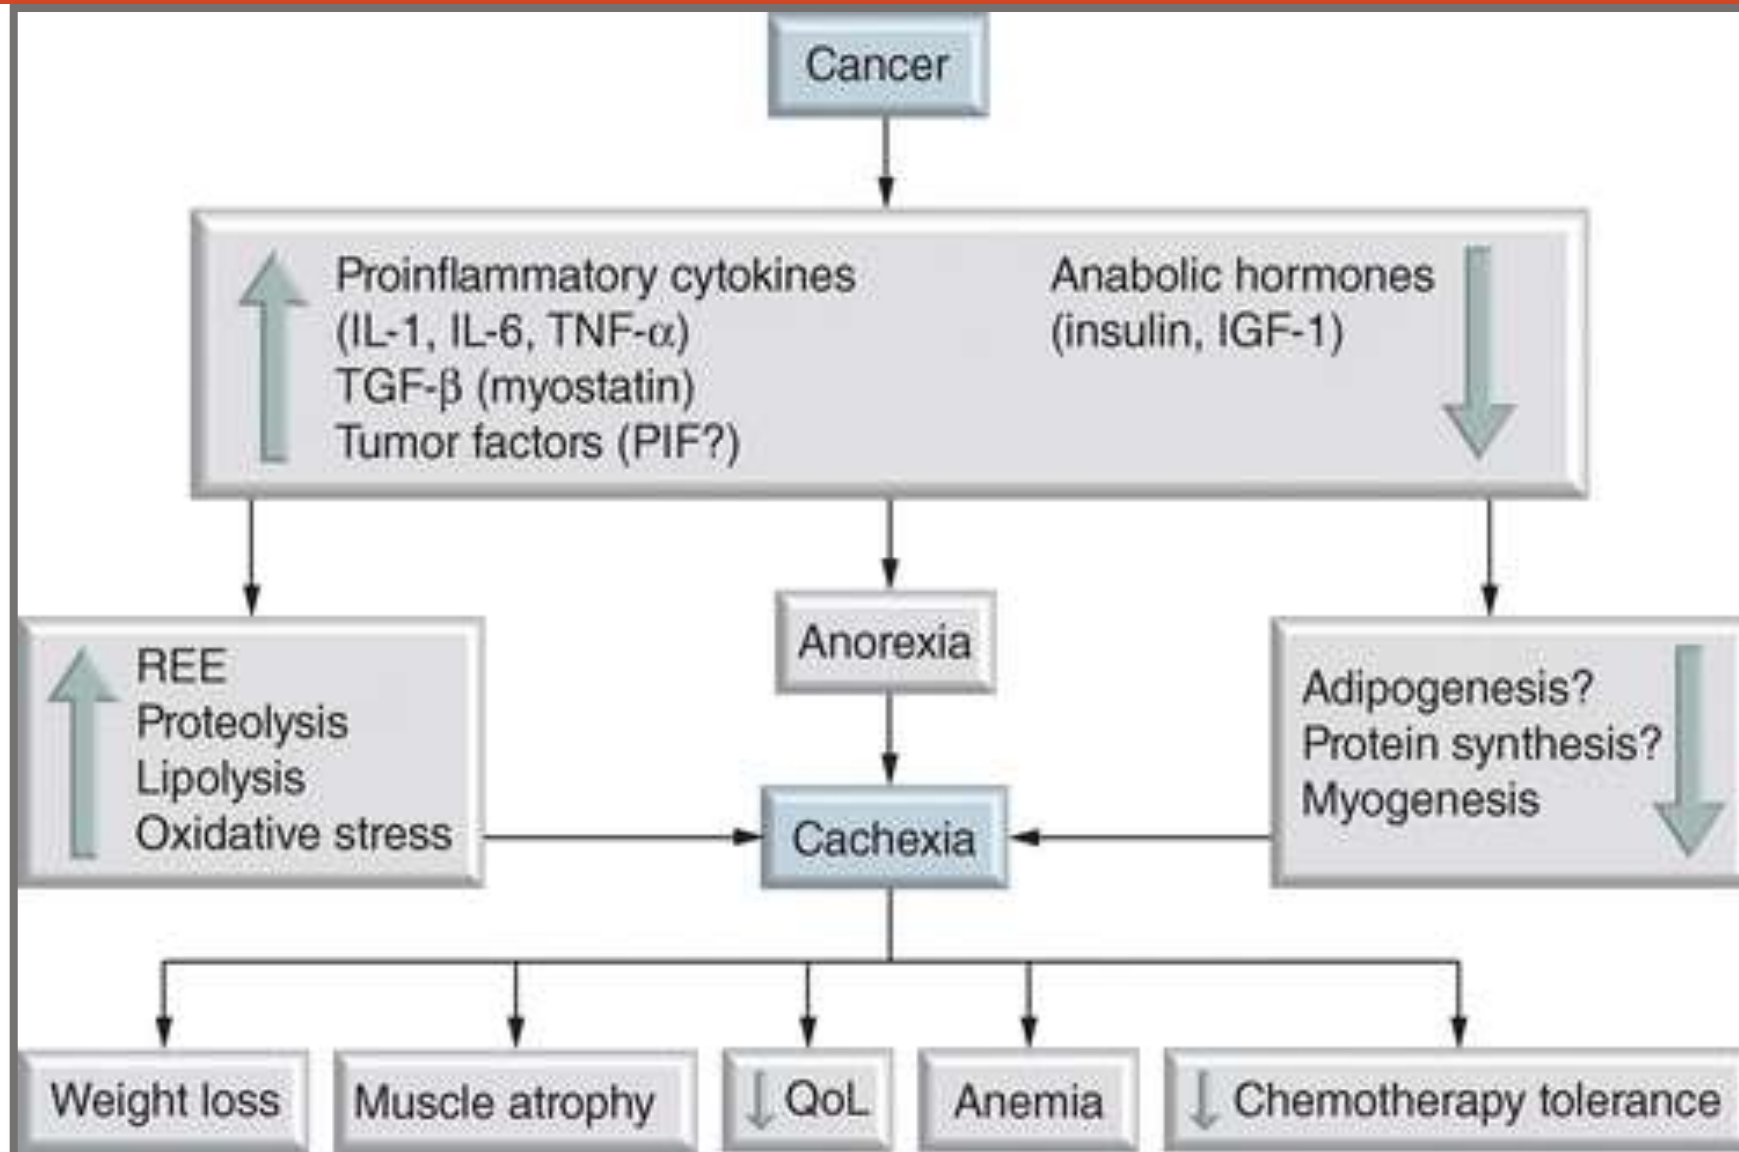 Cancer
Proinflammatory cytokines
(IL-1, IL-6, TNF-α)
TGF-β (myostatin)
Tumor factors (PIF?)
Anabolic hormones
(insulin, IGF-1)
REE
Proteolysis
Lipolysis
Oxidative stress
Anorexia
Adipogenesis?
Protein synthesis?
Myogenesis
Cachexia
Weight loss
Muscle atrophy
↓ QoL
Anemia
↓ Chemotherapy tolerance